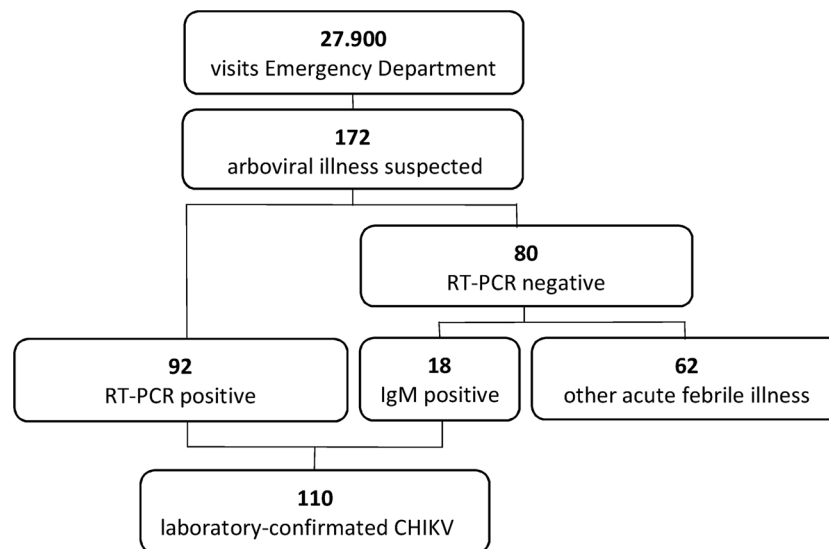 27.900
visits Emergency Department
172
arboviral illness suspected
80
RT-PCR negative
92
RT-PCR positive
18
IgM positive
62
other acute febrile illness
110
laboratory-confirmated CHIKV